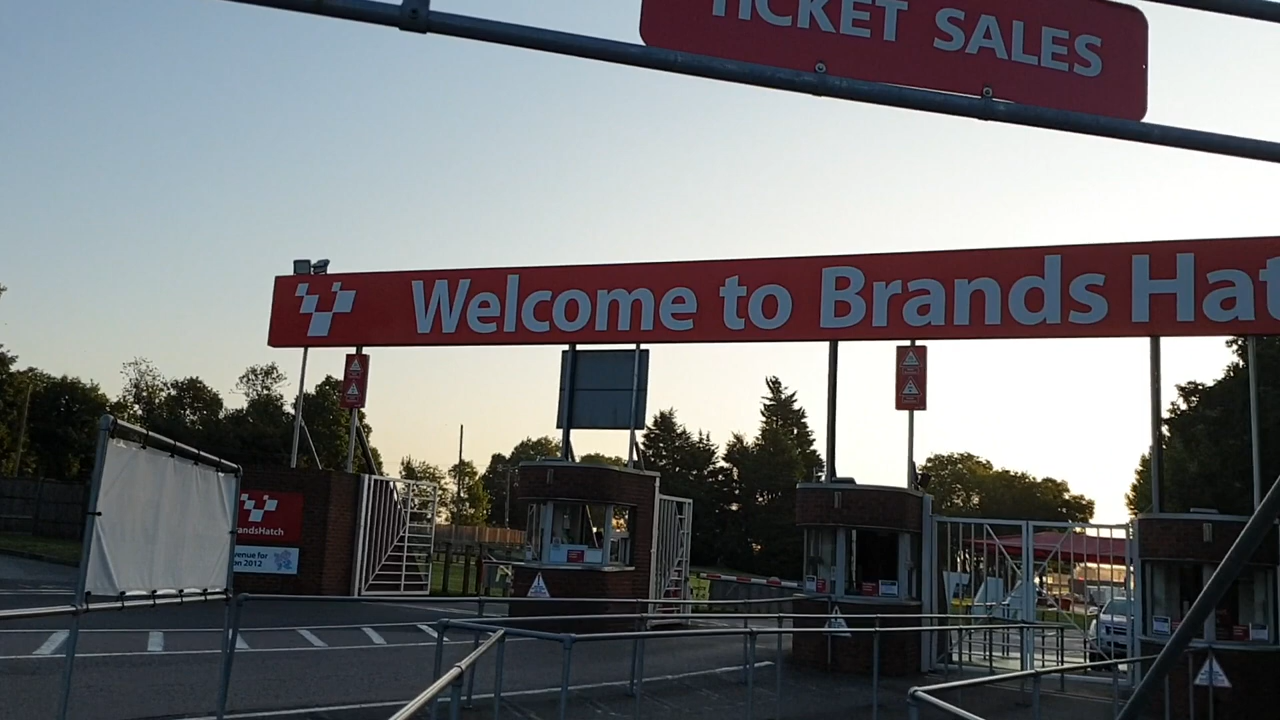 TICKET SALES
Welcome to Brands Hat
randsHatch
venue for
on 2012